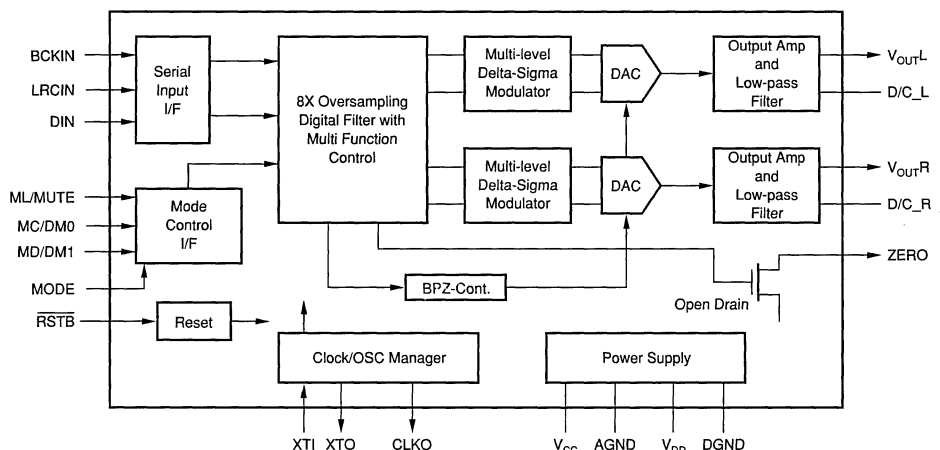 BCKIN
LRCIN
DIN
ML/MUTE
MC/DM0
MD/DM1
MODE
RSTB
Serial
Input
I/F
Mode
Control
I/F
Reset
8X Oversampling
Digital Filter with
Multi Function
Control
Multi-level
Delta-Sigma
Modulator
DAC
Output Amp
and
Low-pass
Filter
VOUTL
D/C_L
Multi-level
Delta-Sigma
Modulator
DAC
Output Amp
and
Low-pass
Filter
VOUTR
D/C_R
BPZ-Cont.
Open Drain
ZERO
Clock/OSC Manager
Power Supply
XTI
XTO
CLKO
VCC
AGND
VDD
DGND